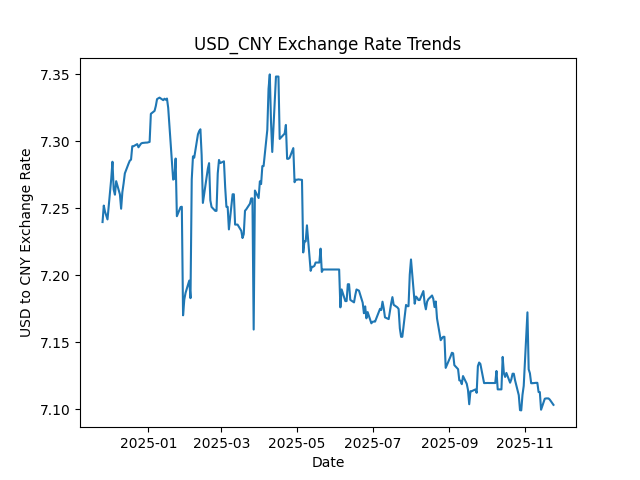 USD_CNY Exchange Rate Trends
7.35
7.30
7.25
7.20
7.15
7.10
USD to CNY Exchange Rate
2025-01 2025-03 2025-05 2025-07 2025-09 2025-11
Date